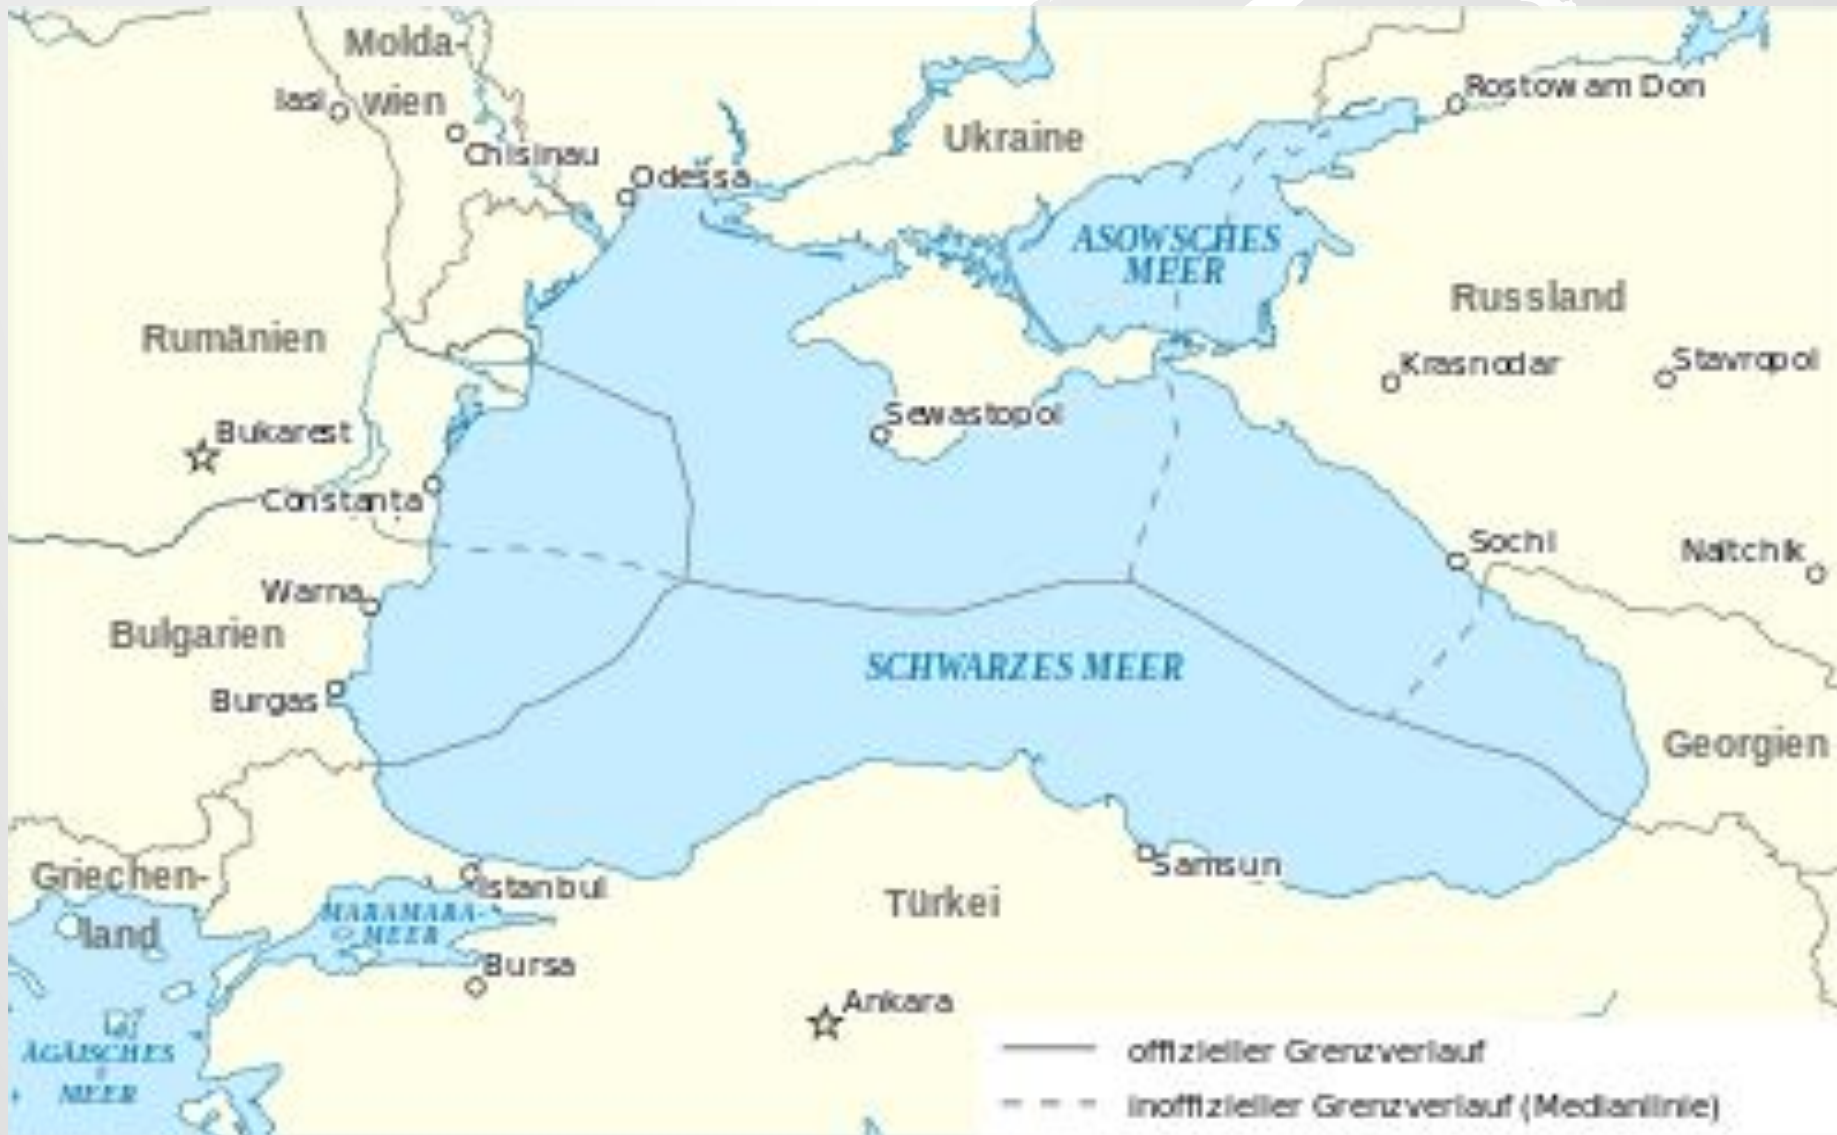 Molda-
wien
Iasi
Chisinau
Odessa
Ukraine
Rostow am Don
ASOWSCHES
MEER
Russland
Rumänien
Krasnodar
Stavropol
Bukarest
Sewastopol
Constanta
Sochi
Naltchik
Warna
Bulgarien
SCHWARZES MEER
Burgas
Georgien
Samsun
Griechen-
land
Istanbul
Türkei
MARAMARA-
MEER
Bursa
Ankara
ÄGÄISCHES
MEER
offizieller Grenzverlauf
inoffizieller Grenzverlauf (Medianlinie)